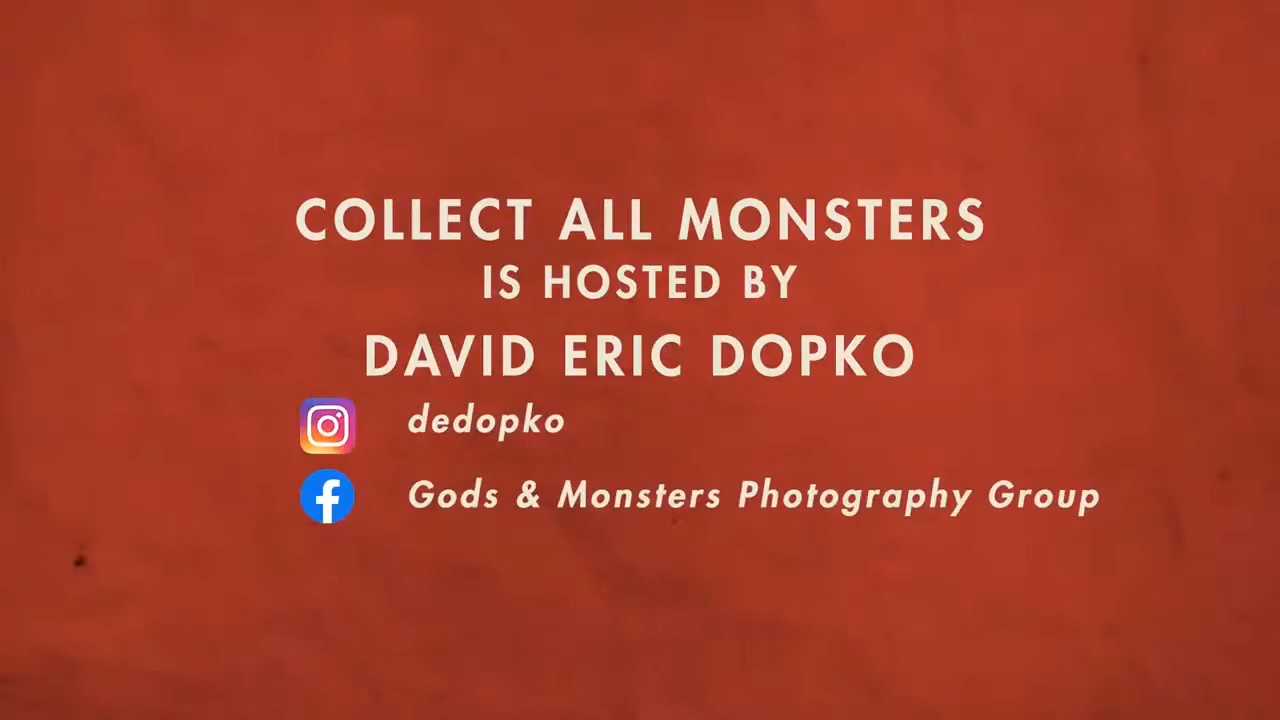 COLLECT ALL MONSTERS
IS HOSTED BY
DAVID ERIC DOPKO
dedopko
Gods & Monsters Photography Group